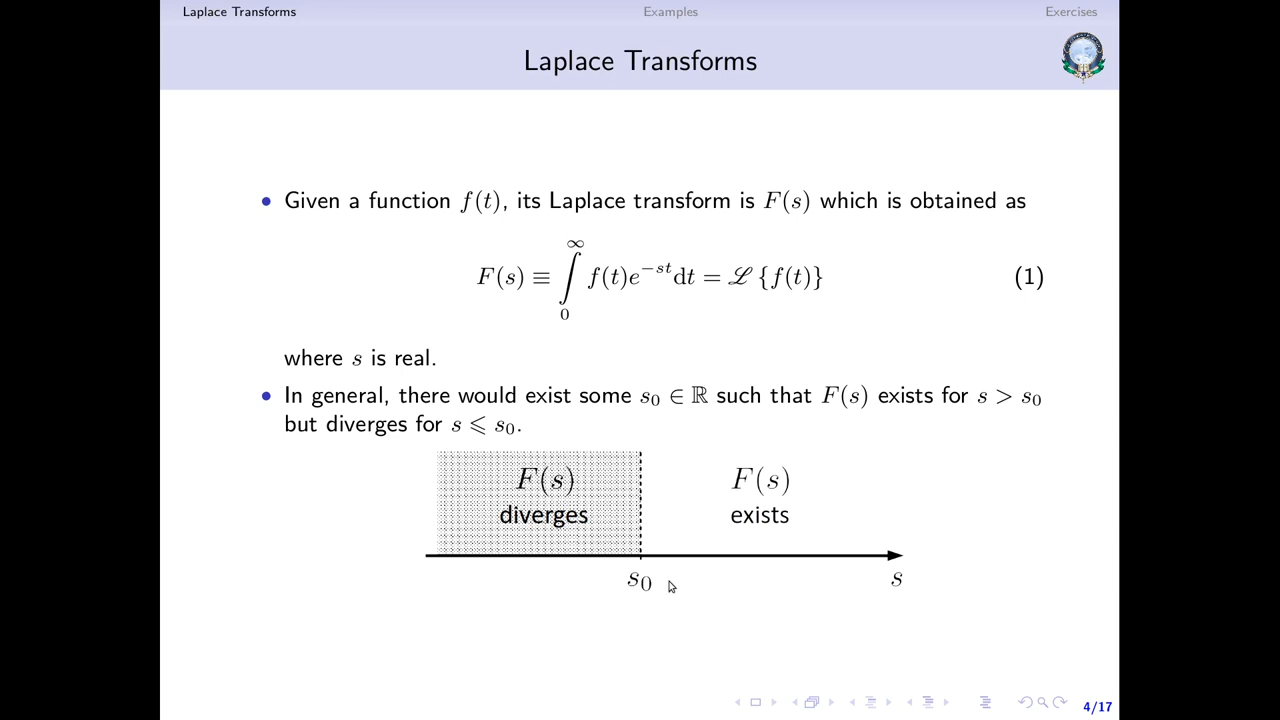 Laplace Transforms Examples Exercises
Laplace Transforms
• Given a function f(t), its Laplace transform is F(s) which is obtained as
F(s) ≡ ∫₀^∞ f(t)e^{−st}dt = ℒ {f(t)} (1)
where s is real.
• In general, there would exist some s₀ ∈ ℝ such that F(s) exists for s > s₀
but diverges for s ⩽ s₀.
F(s) F(s)
diverges exists
s₀ s
4/17